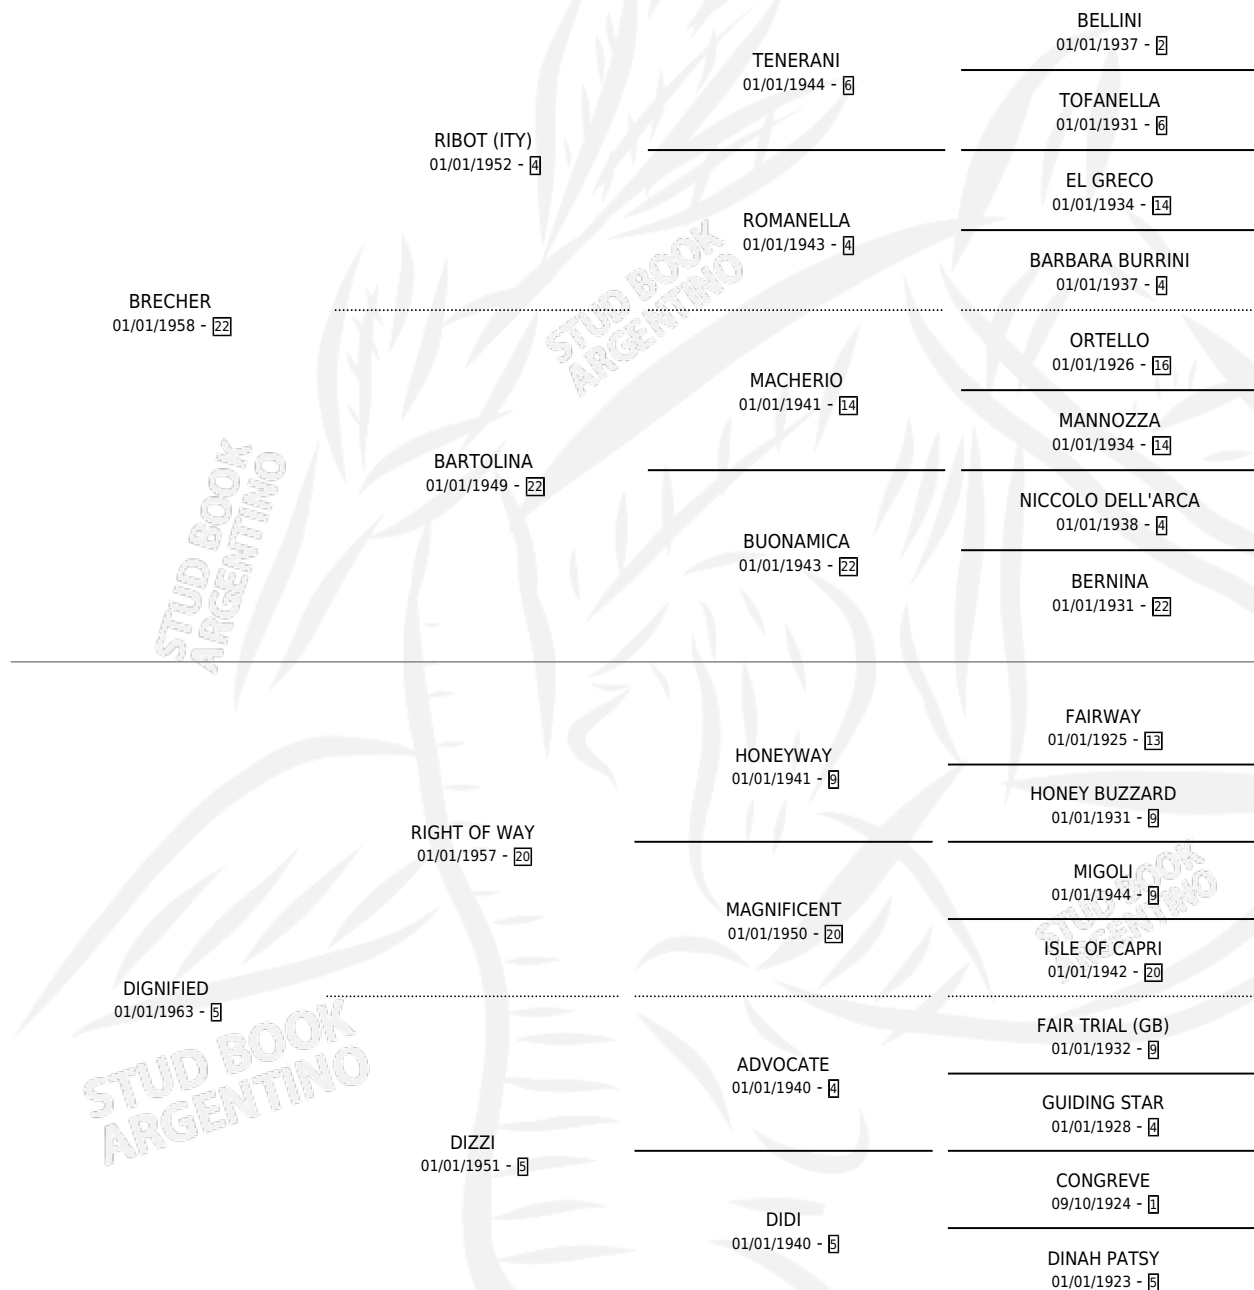 BELLINI
01/01/1937 - 2
TENERANI
01/01/1944 - 6
TOFANELLA
01/01/1931 - 6
RIBOT (ITY)
01/01/1952 - 4
EL GRECO
01/01/1934 - 14
ROMANELLA
01/01/1943 - 4
BARBARA BURRINI
01/01/1937 - 4
BRECHER
01/01/1958 - 22
ORTELLO
01/01/1926 - 16
MACHERIO
01/01/1941 - 14
MANNOZZA
01/01/1934 - 14
BARTOLINA
01/01/1949 - 22
NICCOLO DELL'ARCA
01/01/1938 - 4
BUONAMICA
01/01/1943 - 22
BERNINA
01/01/1931 - 22
FAIRWAY
01/01/1925 - 13
HONEYWAY
01/01/1941 - 9
HONEY BUZZARD
01/01/1931 - 9
RIGHT OF WAY
01/01/1957 - 20
MIGOLI
01/01/1944 - 9
MAGNIFICENT
01/01/1950 - 20
ISLE OF CAPRI
01/01/1942 - 20
DIGNIFIED
01/01/1963 - 5
FAIR TRIAL (GB)
01/01/1932 - 9
ADVOCATE
01/01/1940 - 4
GUIDING STAR
01/01/1928 - 4
DIZZI
01/01/1951 - 5
CONGREVE
09/10/1924 - 1
DIDI
01/01/1940 - 5
DINAH PATSY
01/01/1923 - 5
STUD BOOK
ARGENTINO
STUD BOOK
ARGENTINO
STUD BOOK
ARGENTINO
STUD BOOK
ARGENTINO